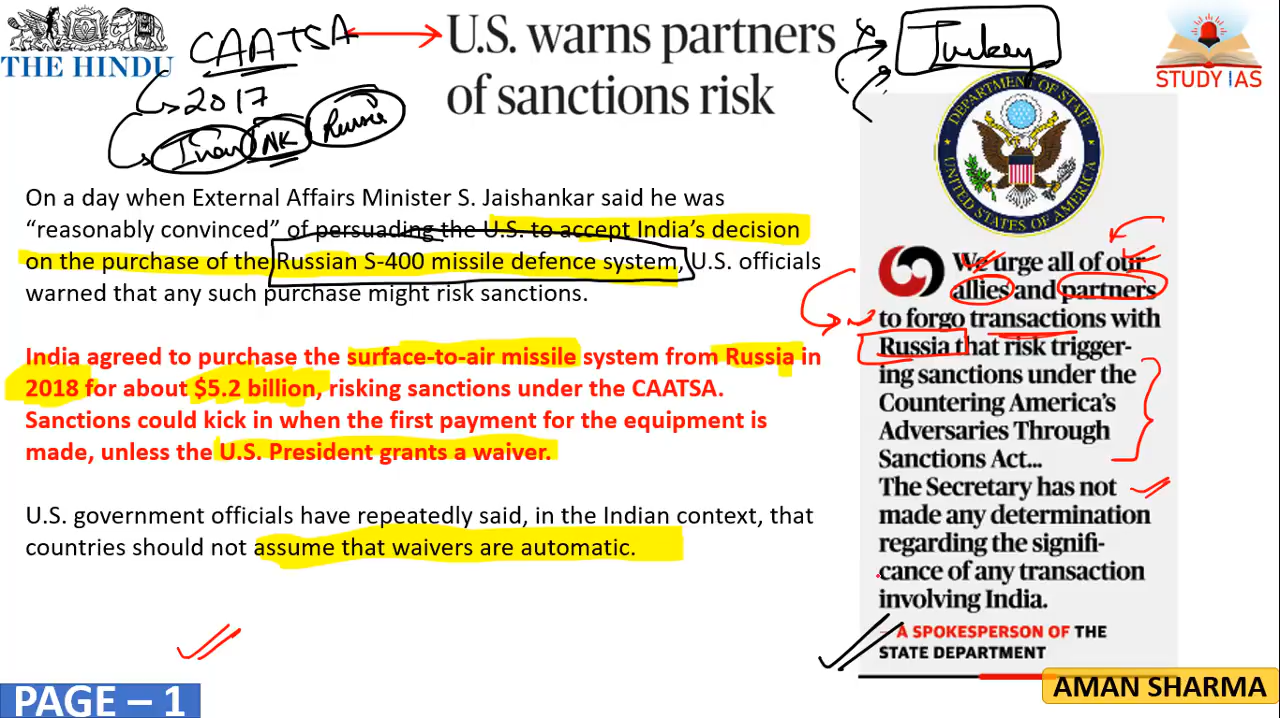 THE HINDU
CAATSA
2017
Iran NK Russia
U.S. warns partners
of sanctions risk
Turkey
STUDY IAS
DEPARTMENT OF STATE
UNITED STATES OF AMERICA
On a day when External Affairs Minister S. Jaishankar said he was
“reasonably convinced” of persuading the U.S. to accept India’s decision
on the purchase of the Russian S-400 missile defence system, U.S. officials
warned that any such purchase might risk sanctions.
India agreed to purchase the surface-to-air missile system from Russia in
2018 for about $5.2 billion, risking sanctions under the CAATSA.
Sanctions could kick in when the first payment for the equipment is
made, unless the U.S. President grants a waiver.
U.S. government officials have repeatedly said, in the Indian context, that
countries should not assume that waivers are automatic.
We urge all of our
allies and partners
to forgo transactions with
Russia that risk trigger-
ing sanctions under the
Countering America’s
Adversaries Through
Sanctions Act...
The Secretary has not
made any determination
regarding the signifi-
cance of any transaction
involving India.
– A SPOKESPERSON OF THE
STATE DEPARTMENT
PAGE – 1
AMAN SHARMA